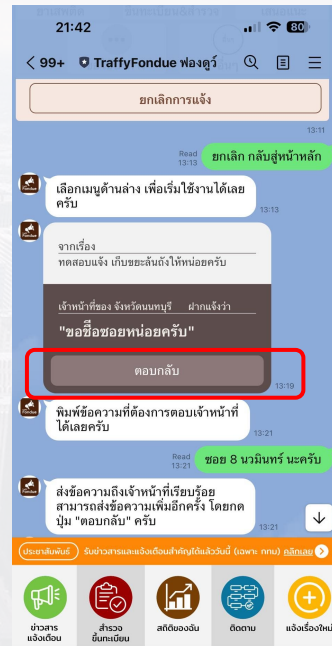 21:42
80
99+ TraffyFondue ฟองดูว์
ยกเลิกการแจ้ง
13:11
Read
13:13
ยกเลิก กลับสู่หน้าหลัก
เลือกเมนูด้านล่าง เพื่อเริ่มใช้งานได้เลย
ครับ
13:13
จากเรื่อง
ทดสอบแจ้ง เก็บขยะล้นถังให้หน่อยครับ
เจ้าหน้าที่ของ จังหวัดนนทบุรี ฝากแจ้งว่า
"ขอชื่อซอยหน่อยครับ"
ตอบกลับ
13:19
พิมพ์ข้อความที่ต้องการตอบเจ้าหน้าที่
ได้เลยครับ
13:21
Read
13:21
ซอย 8 นวมินทร์ นะครับ
ส่งข้อความถึงเจ้าหน้าที่เรียบร้อย
สามารถส่งข้อความเพิ่มอีกครั้ง โดยกด
ปุ่ม "ตอบกลับ" ครับ
13:21
ประชาสัมพันธ์ รับข่าวสารและแจ้งเตือนสำคัญได้แล้ววันนี้ (เฉพาะ กทม) คลิกเลย
ข่าวสาร
แจ้งเตือน
สำรวจ
ขึ้นทะเบียน
สถิติของฉัน
ติดตาม
แจ้งเรื่องใหม่